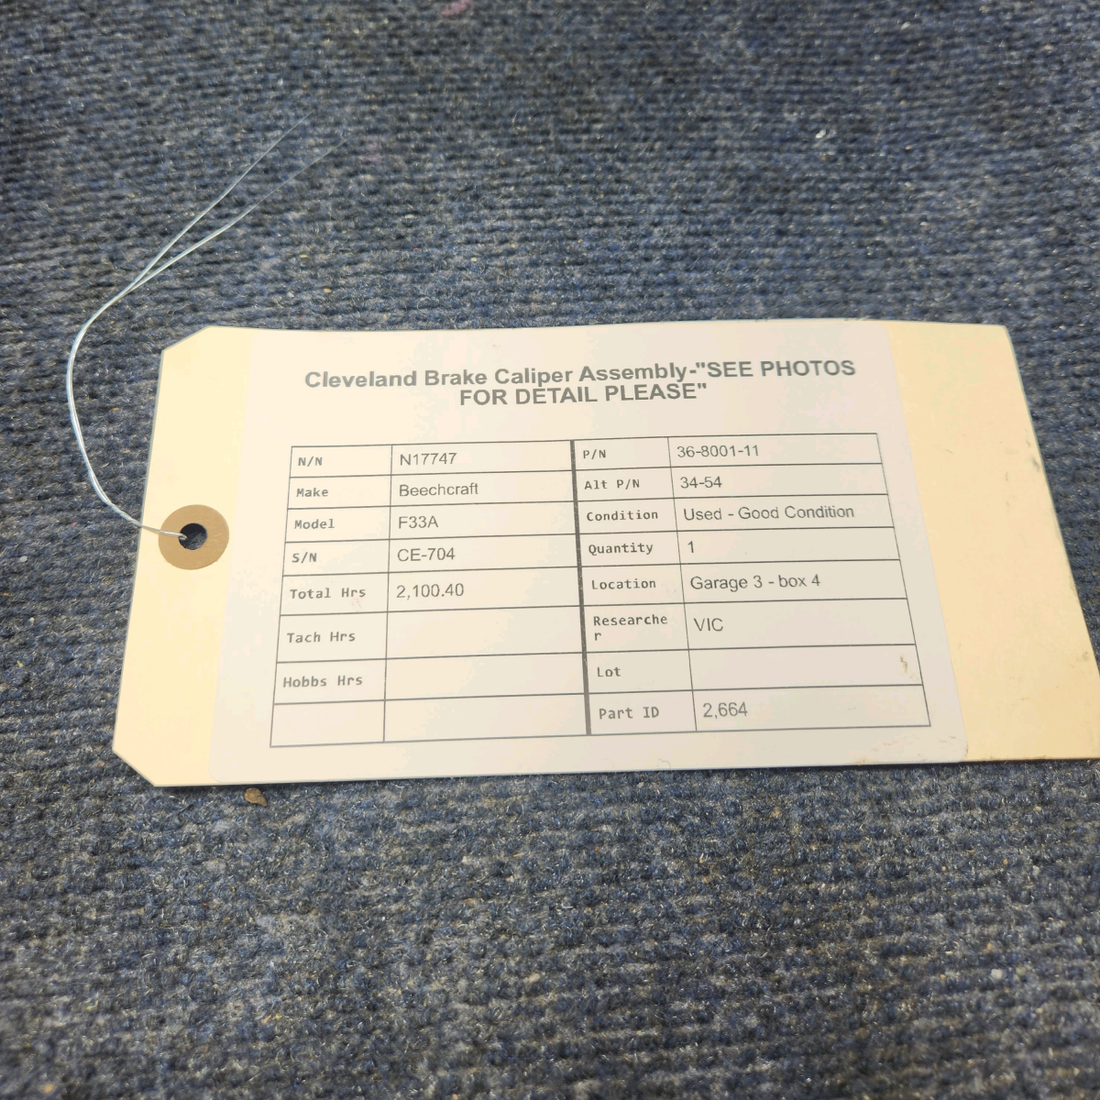 Cleveland Brake Caliper Assembly-"SEE PHOTOS
FOR DETAIL PLEASE"
N/N N17747 P/N 36-8001-11
Make Beechcraft Alt P/N 34-54
Model F33A Condition Used - Good Condition
S/N CE-704 Quantity 1
Total Hrs 2,100.40 Location Garage 3 - box 4
Tach Hrs Researche
r VIC
Hobbs Hrs Lot
Part ID 2,664